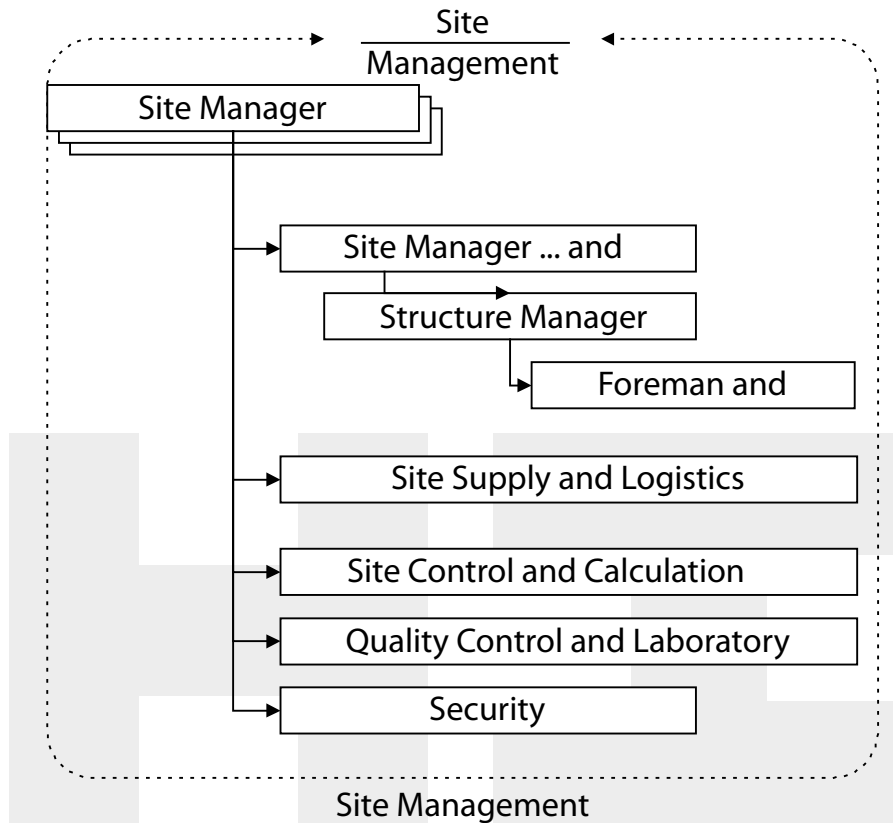 Site
Management
Site Manager
Site Manager ... and
Structure Manager
Foreman and
Site Supply and Logistics
Site Control and Calculation
Quality Control and Laboratory
Security
Site Management